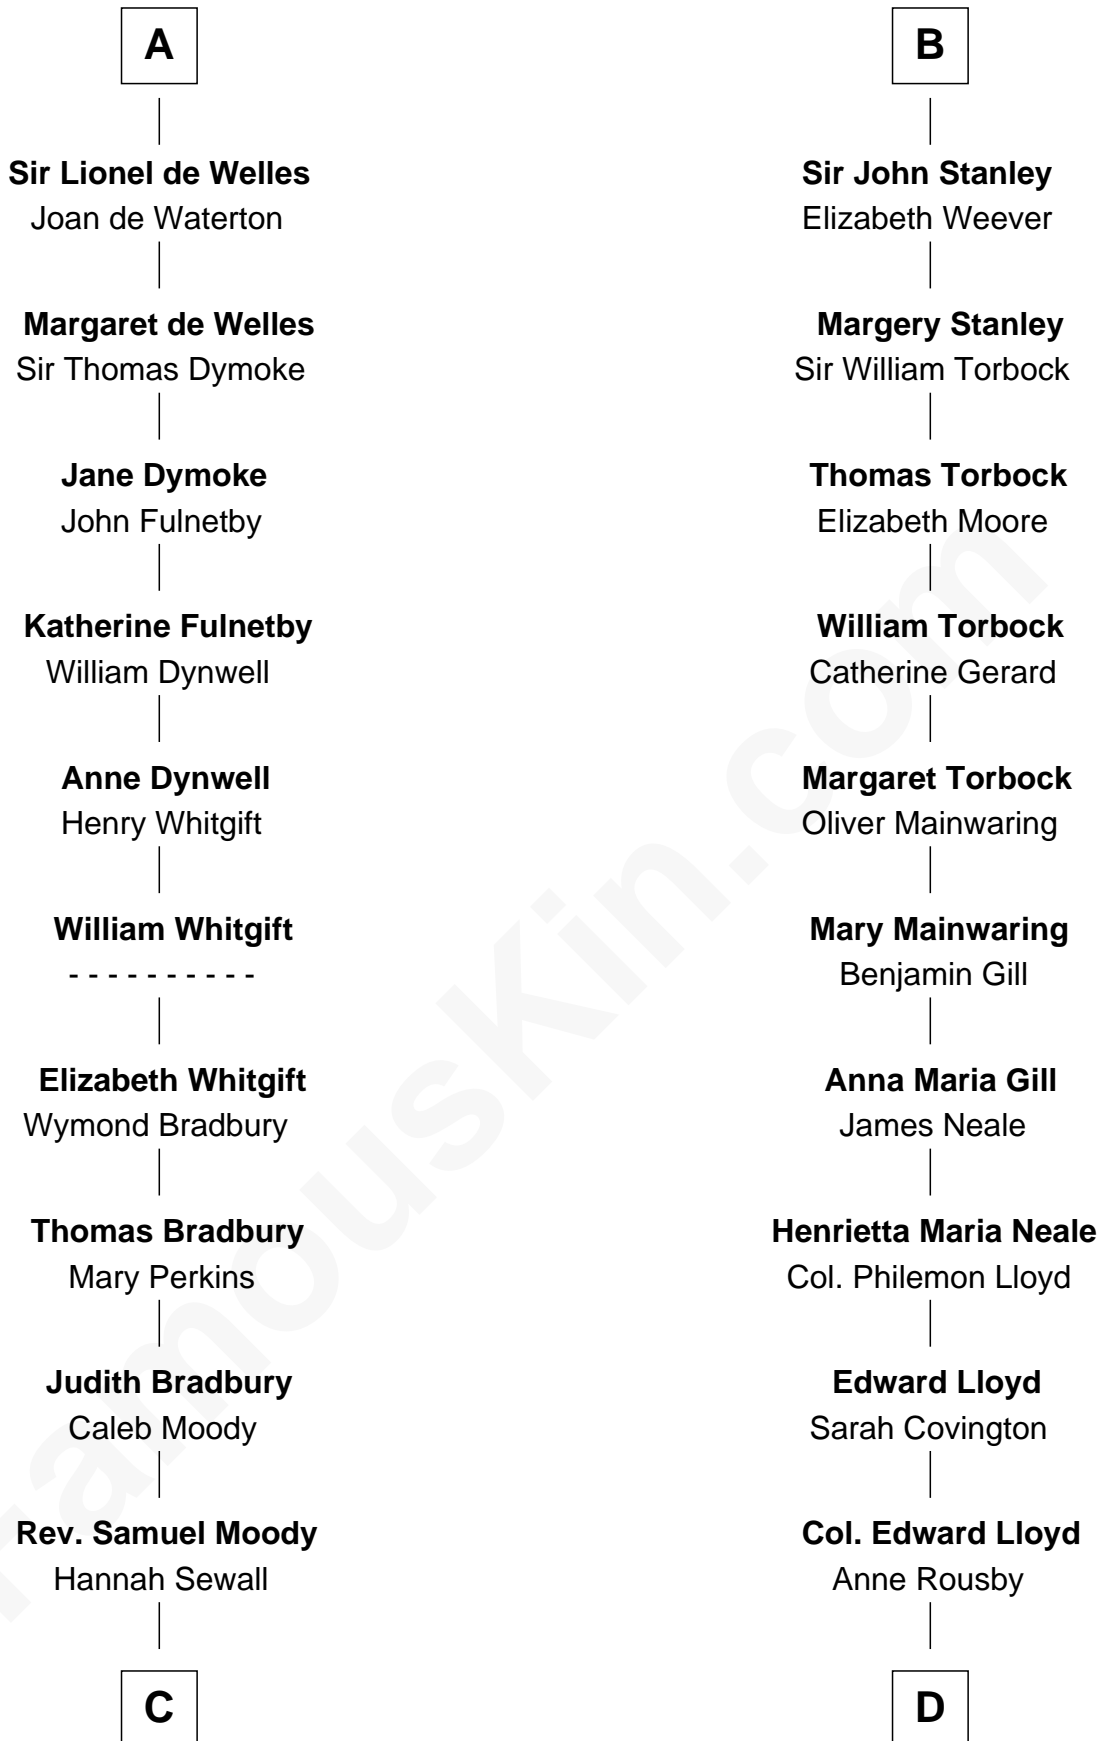 A
Sir Lionel de Welles
Joan de Waterton
Margaret de Welles
Sir Thomas Dymoke
Jane Dymoke
John Fulnetby
Katherine Fulnetby
William Dynwell
Anne Dynwell
Henry Whitgift
William Whitgift
- - - - - - - - - -
Elizabeth Whitgift
Wymond Bradbury
Thomas Bradbury
Mary Perkins
Judith Bradbury
Caleb Moody
Rev. Samuel Moody
Hannah Sewall
C
B
Sir John Stanley
Elizabeth Weever
Margery Stanley
Sir William Torbock
Thomas Torbock
Elizabeth Moore
William Torbock
Catherine Gerard
Margaret Torbock
Oliver Mainwaring
Mary Mainwaring
Benjamin Gill
Anna Maria Gill
James Neale
Henrietta Maria Neale
Col. Philemon Lloyd
Edward Lloyd
Sarah Covington
Col. Edward Lloyd
Anne Rousby
D
FamousKin.com